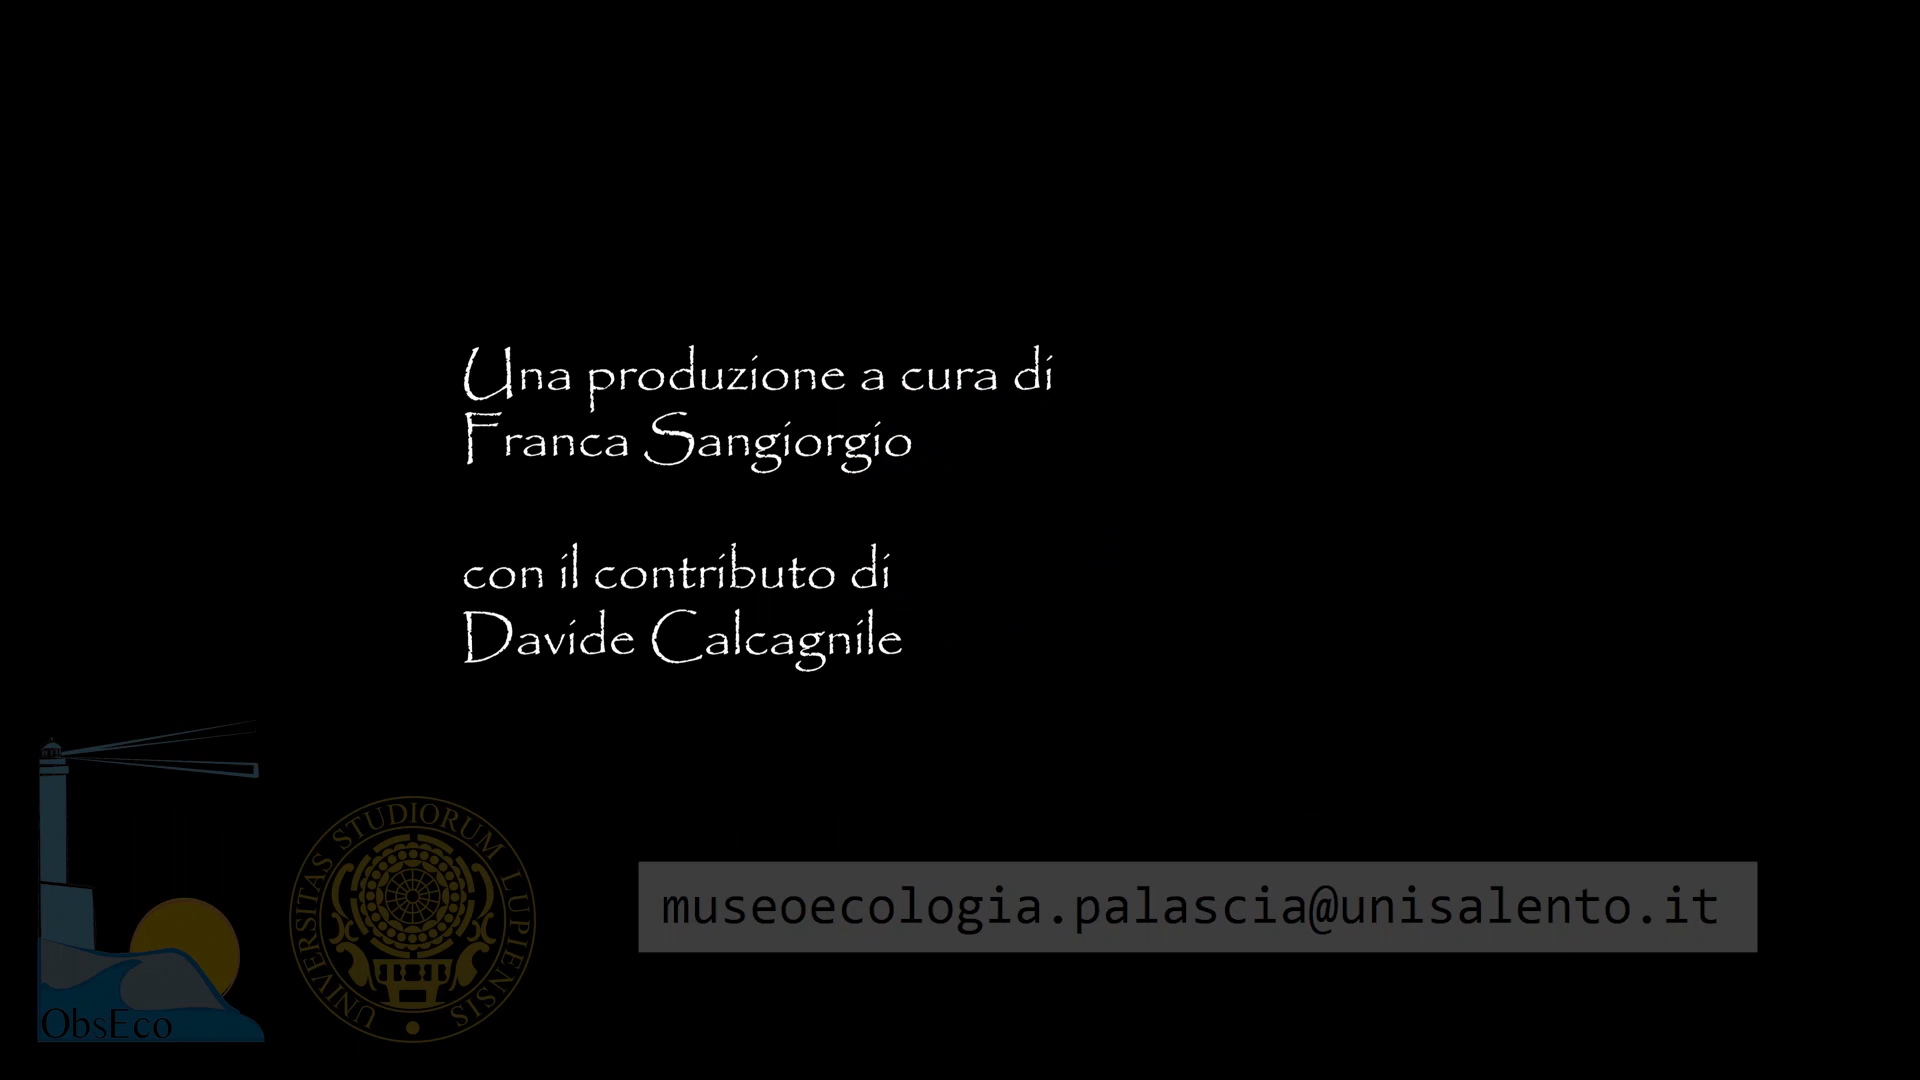 Una produzione a cura di
Franca Sangiorgio
con il contributo di
Davide Calcagnile
museoecologia.palascia@unisalento.it
UNIVERSITAS STUDIORUM LUPIENSIS
ObsEco